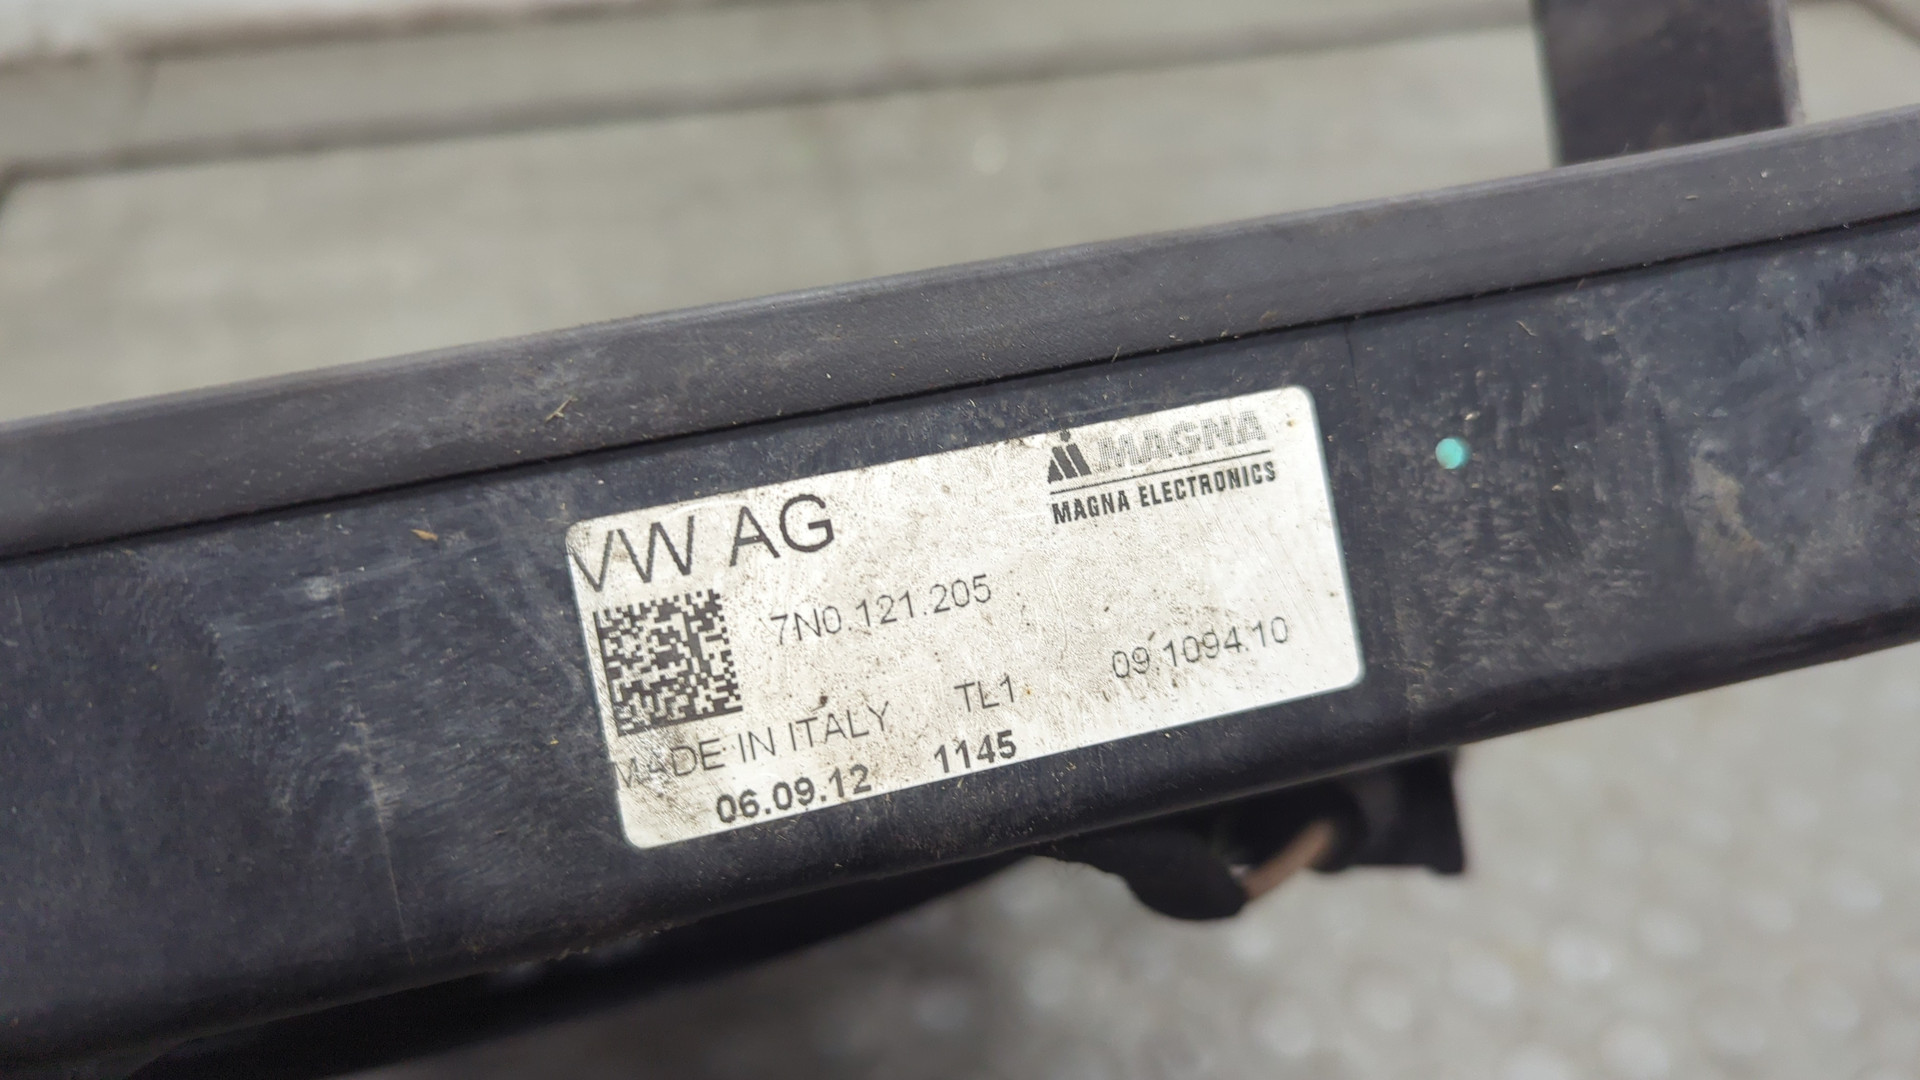 MAGNA
MAGNA ELECTRONICS
VW AG
7N0.121.205
09.1094.10
MADE IN ITALY TL1
06.09.12 1145